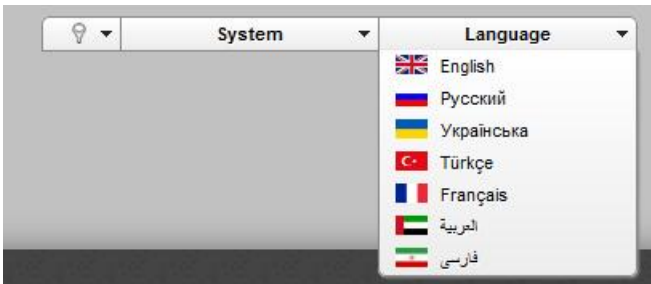 System
Language
English
Русский
Українська
Türkçe
Français
العربية
فارسی